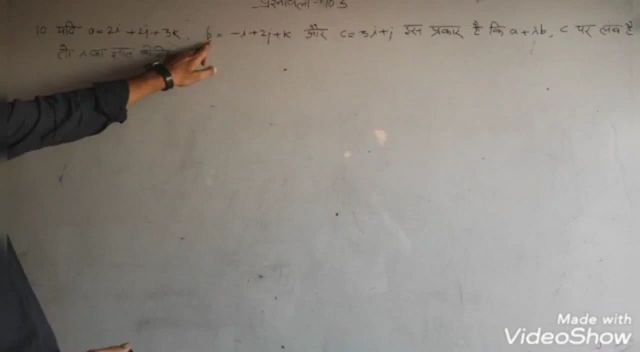 प्रश्नावली 10.3
10 यदि a = 2i + 2j + 3k, b = -i + 2j + k और c = 3i + j इस प्रकार है कि a + λb, c पर लंब है
तो λ का मान
Made with
VideoShow